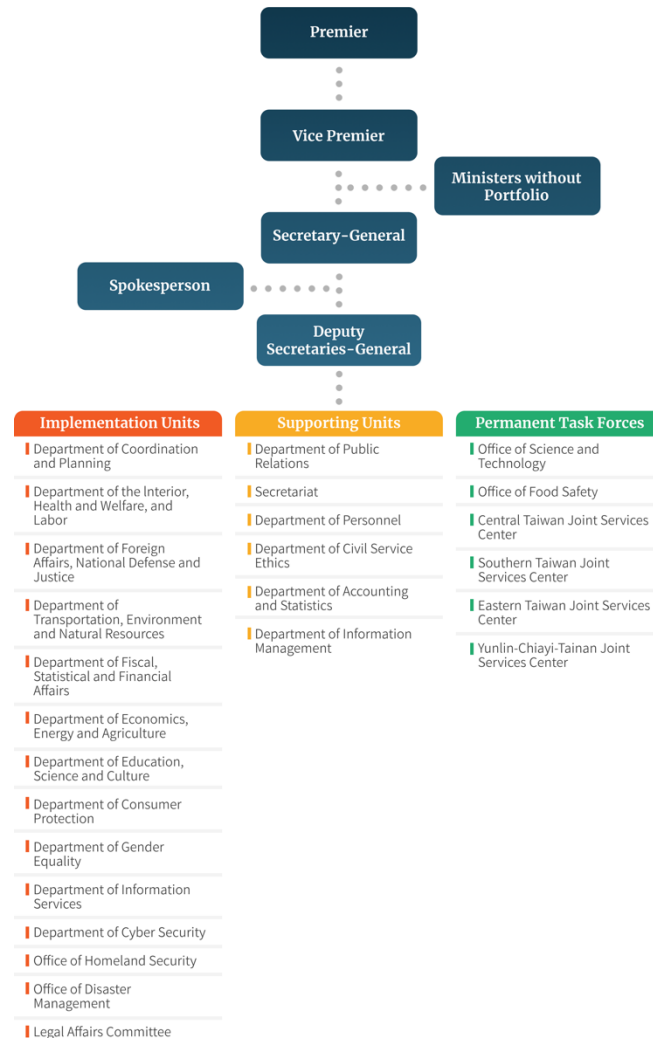 Premier
Vice Premier
Ministers without
Portfolio
Secretary-General
Spokesperson
Deputy
Secretaries-General
Implementation Units
Department of Coordination
and Planning
Department of the Interior,
Health and Welfare, and
Labor
Department of Foreign
Affairs, National Defense and
Justice
Department of
Transportation, Environment
and Natural Resources
Department of Fiscal,
Statistical and Financial
Affairs
Department of Economics,
Energy and Agriculture
Department of Education,
Science and Culture
Department of Consumer
Protection
Department of Gender
Equality
Department of Information
Services
Department of Cyber Security
Office of Homeland Security
Office of Disaster
Management
Legal Affairs Committee
Supporting Units
Department of Public
Relations
Secretariat
Department of Personnel
Department of Civil Service
Ethics
Department of Accounting
and Statistics
Department of Information
Management
Permanent Task Forces
Office of Science and
Technology
Office of Food Safety
Central Taiwan Joint Services
Center
Southern Taiwan Joint
Services Center
Eastern Taiwan Joint Services
Center
Yunlin-Chiayi-Tainan Joint
Services Center